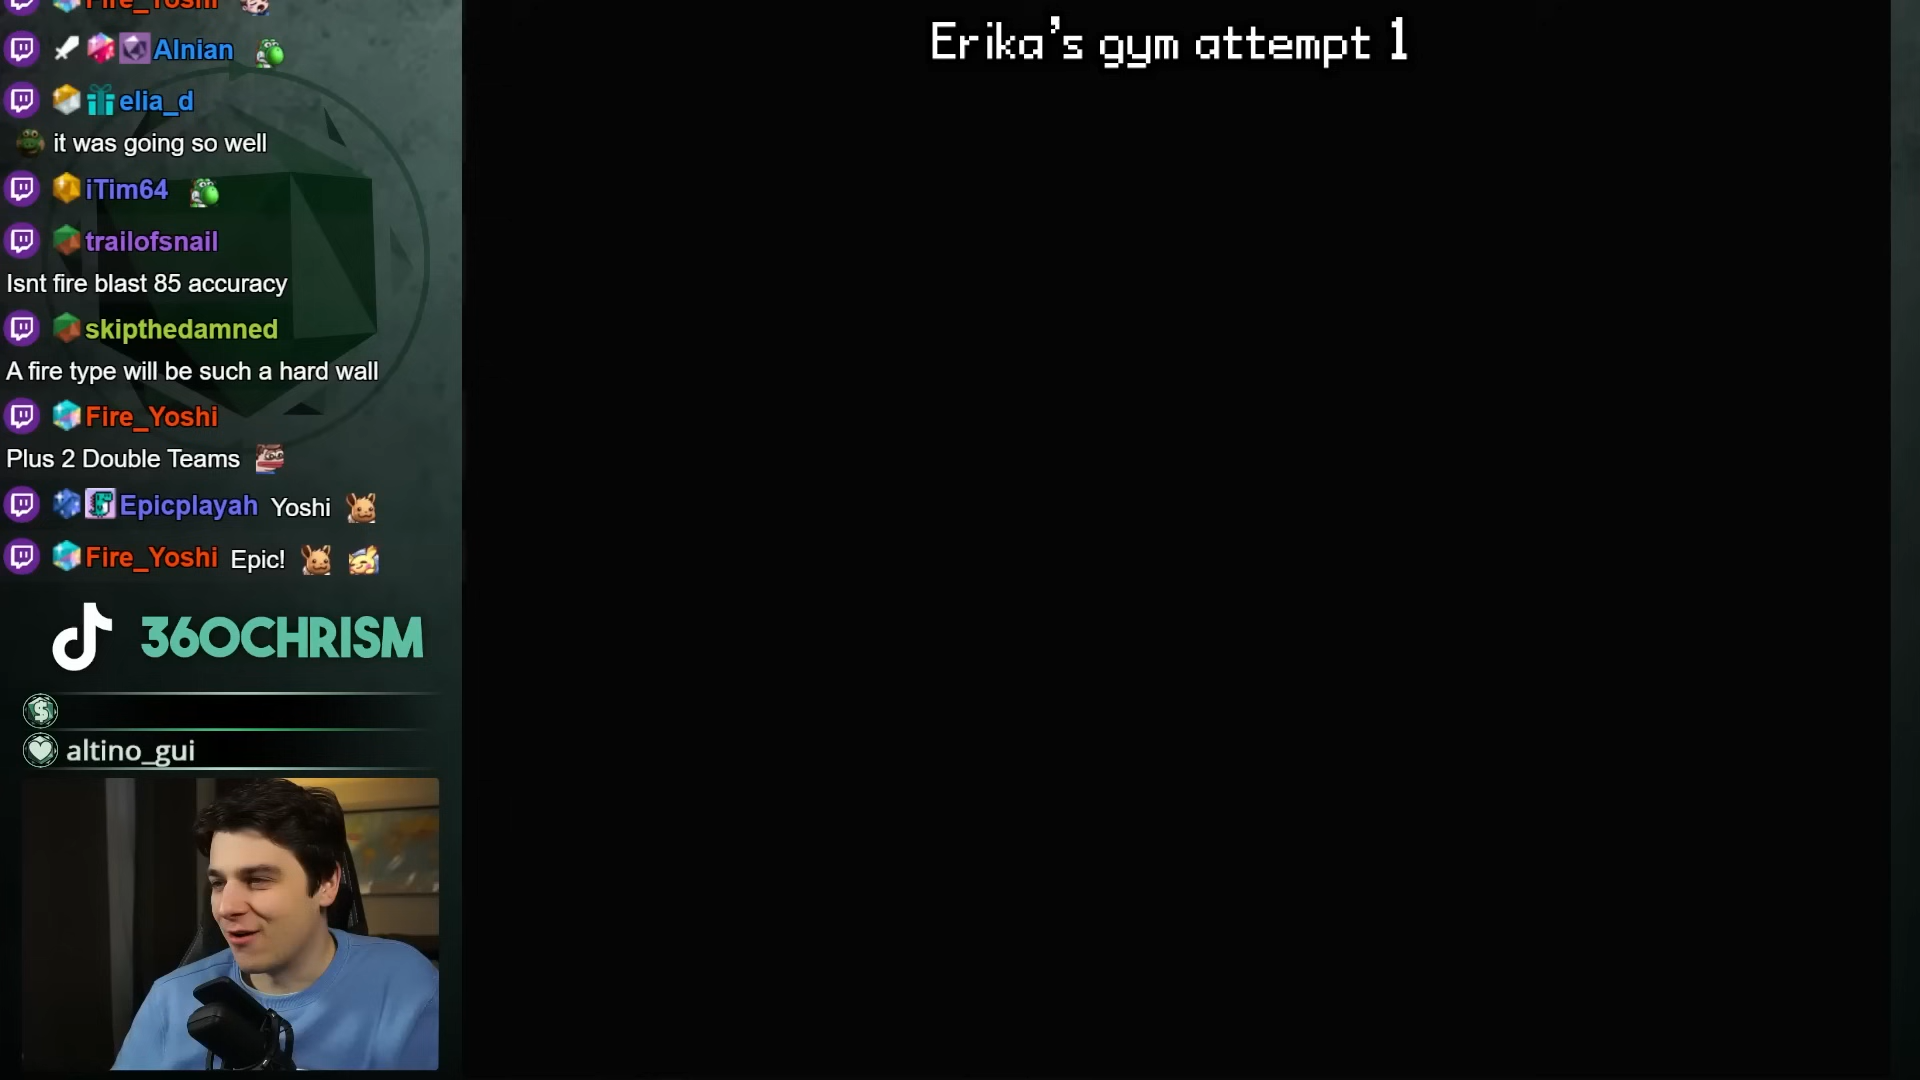 Fire_Yoshi
Alnian
elia_d
it was going so well
iTim64
trailofsnail
Isnt fire blast 85 accuracy
skipthedamned
A fire type will be such a hard wall
Fire_Yoshi
Plus 2 Double Teams
Epicplayah Yoshi
Fire_Yoshi Epic!
360CHRISM
$
altino_gui
Erika's gym attempt 1